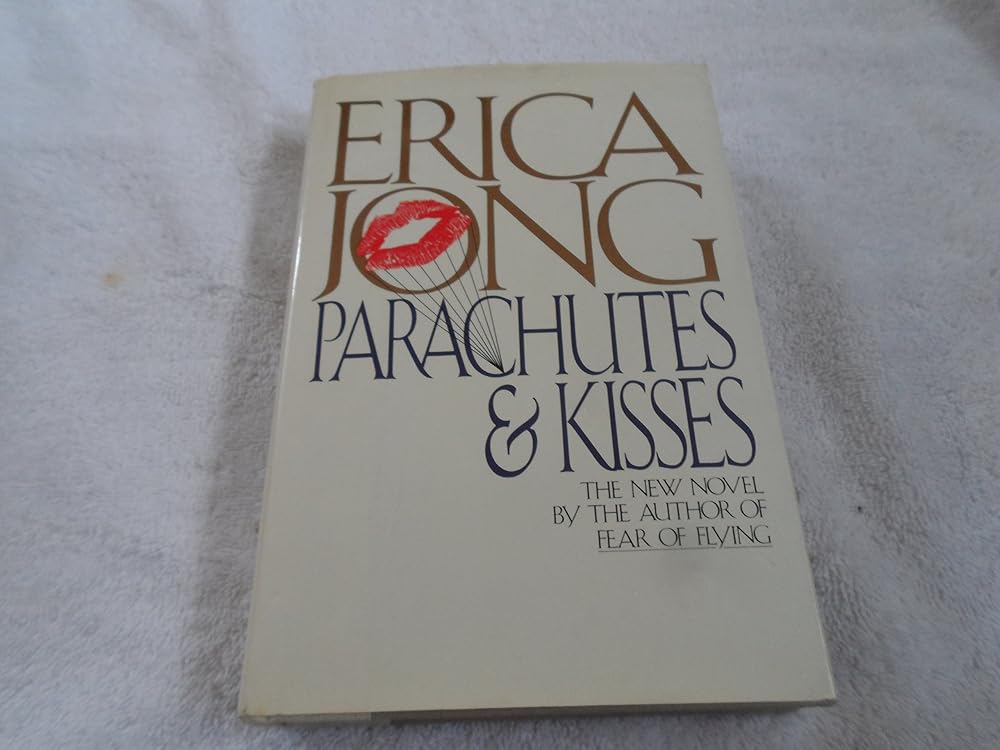 ERICA
JONG
PARACHUTES
& KISSES
THE NEW NOVEL
BY THE AUTHOR OF
FEAR OF FLYING